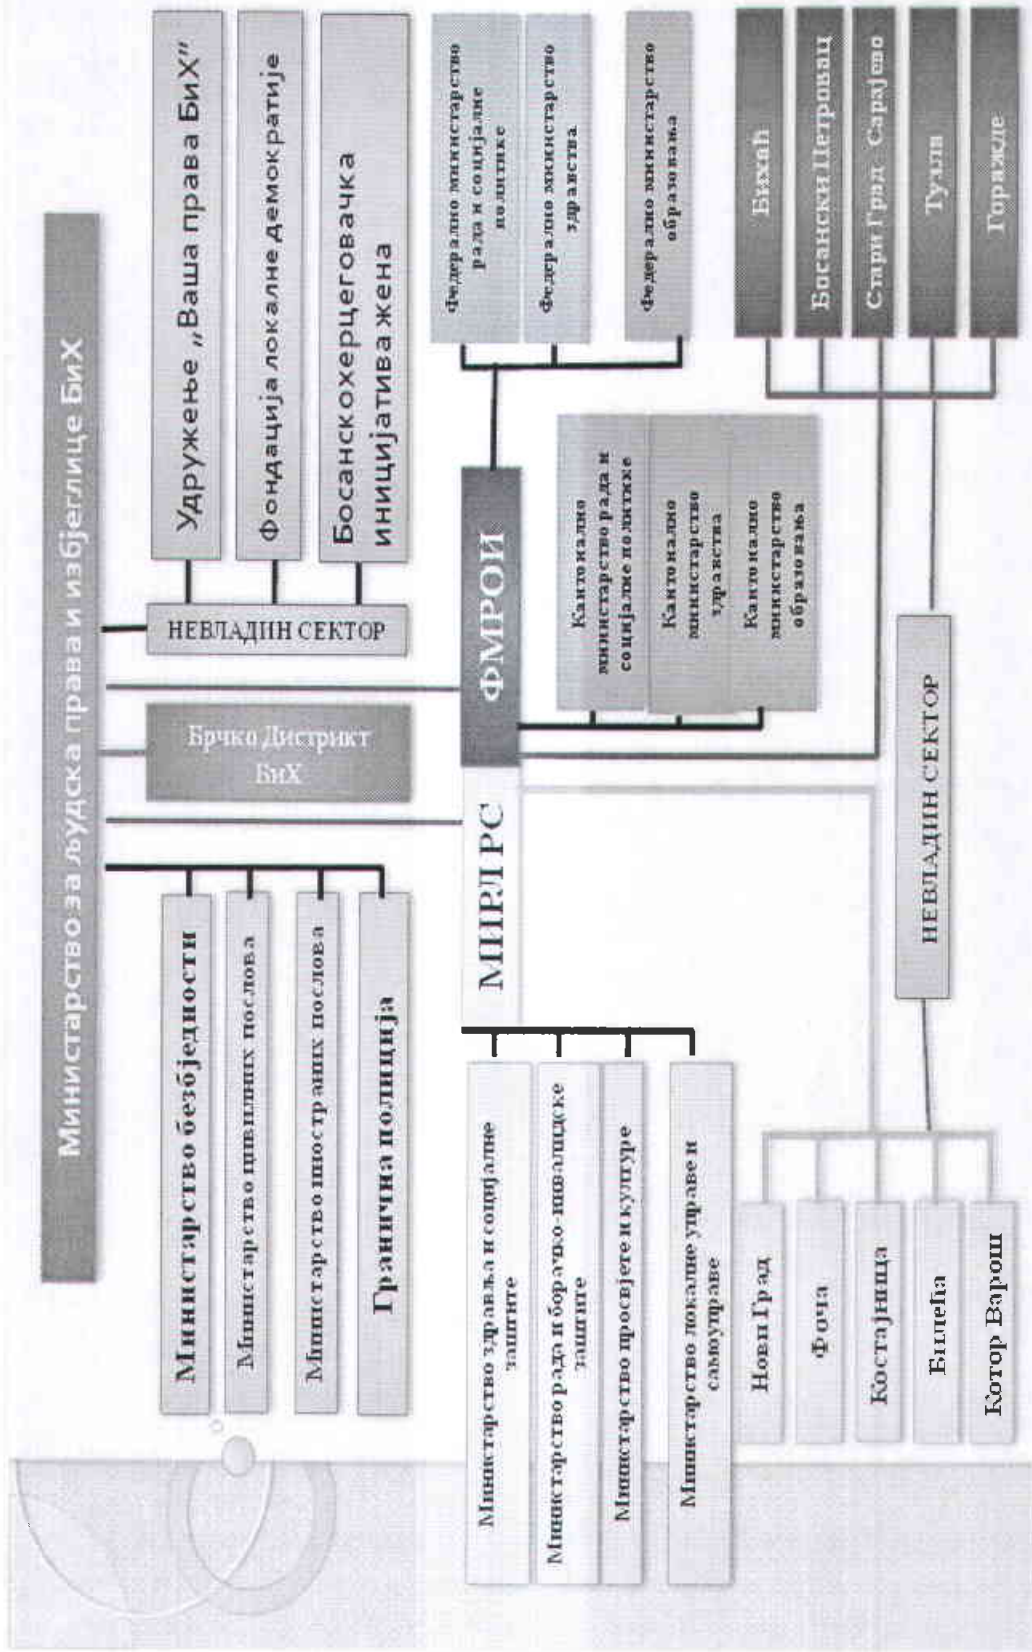 Министарство за људска права и избјеглице БиХ
Министарство безбједности
Министарство цивилних послова
Министарство иностраних послова
Гранична полиција
Брчко Дистрикт
БиХ
НЕВЛАДИН СЕКТОР
Удружење „Ваша права БиХ”
Фондација локалне демократије
Босанскохерцеговачка
иницијатива жена
МИРЛ РС
ФМРОИ
Министарство здравља и социјалне
заштите
Министарство рада и борачко-инвалидске
заштите
Министарство просвјете и културе
Министарство локалне управе и
самоуправе
Кантонално
министарство рада и
социјалне политике
Кантонално
министарство
здравства
Кантонално
министарство
образовања
Федерално министарство
рада и социјалне
политике
Федерално министарство
здравства
Федерално министарство
образовања
Нови Град
Фоча
Костајница
Билећа
Котор Варош
НЕВЛАДИН СЕКТОР
Бихаћ
Босански Петровац
Стари Град - Сарајево
Тузла
Горажде